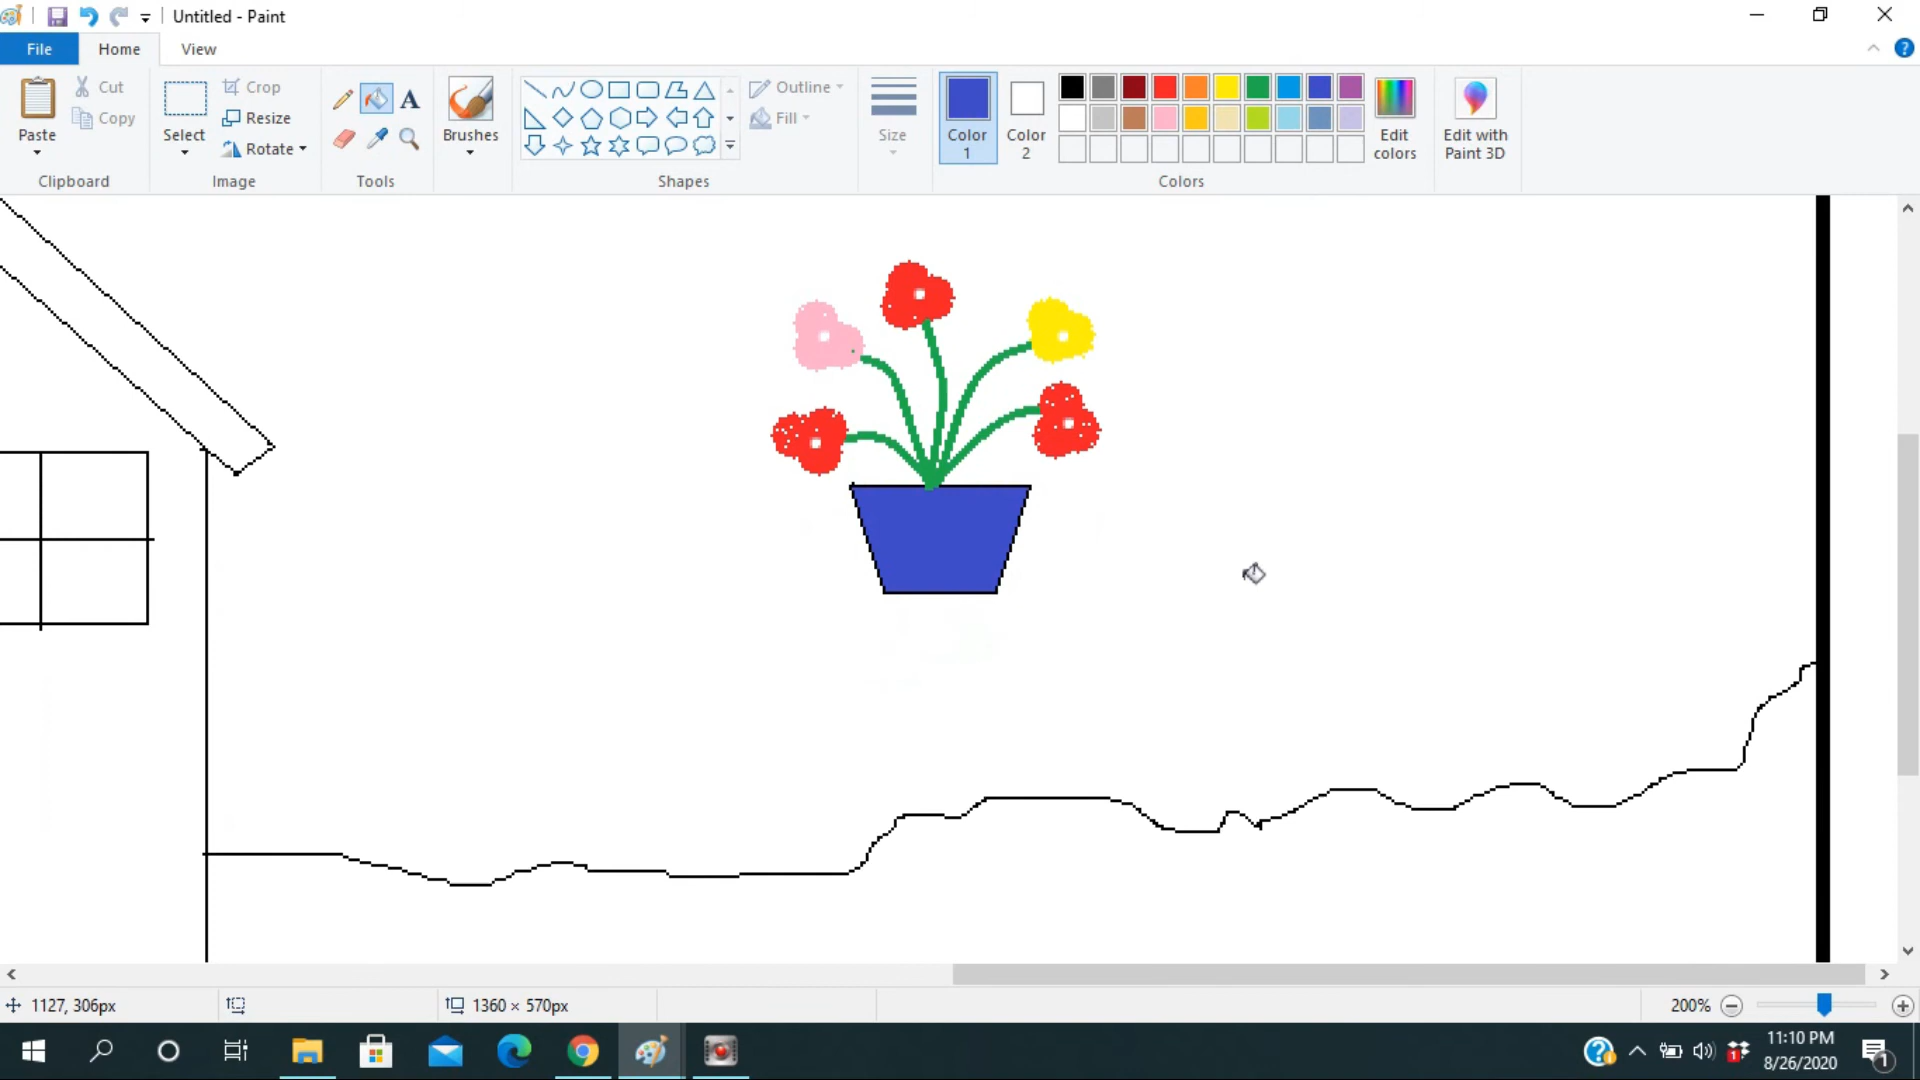 Untitled - Paint
File Home View
Paste Cut Copy
Clipboard
Select Crop Resize Rotate
Image
A
Tools
Brushes
Shapes
Outline Fill
Size
Color 1
Color 2
Edit colors
Colors
Edit with Paint 3D
1127, 306px
1360 × 570px
200%
11:10 PM
8/26/2020
1
1